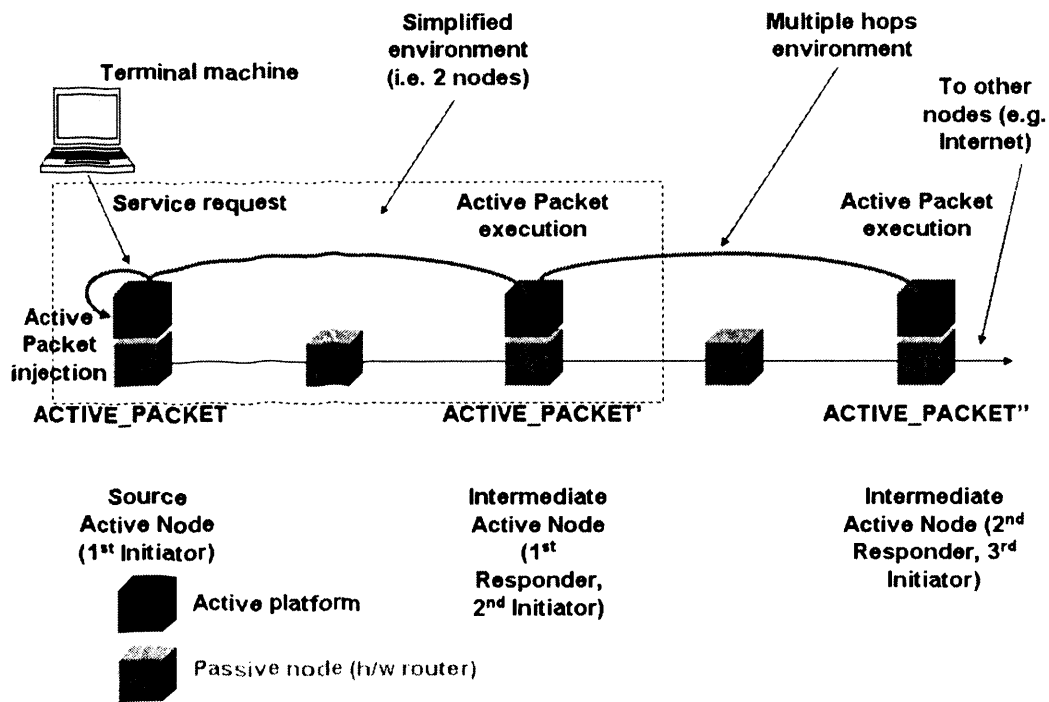 Simplified
environment
(i.e. 2 nodes)
Multiple hops
environment
Terminal machine
To other
nodes (e.g.
Internet)
Service request
Active Packet
execution
Active Packet
execution
Active
Packet
injection
ACTIVE_PACKET
ACTIVE_PACKET'
ACTIVE_PACKET''
Source
Active Node
(1st Initiator)
Intermediate
Active Node
(1st
Responder,
2nd Initiator)
Intermediate
Active Node (2nd
Responder, 3rd
Initiator)
Active platform
Passive node (h/w router)